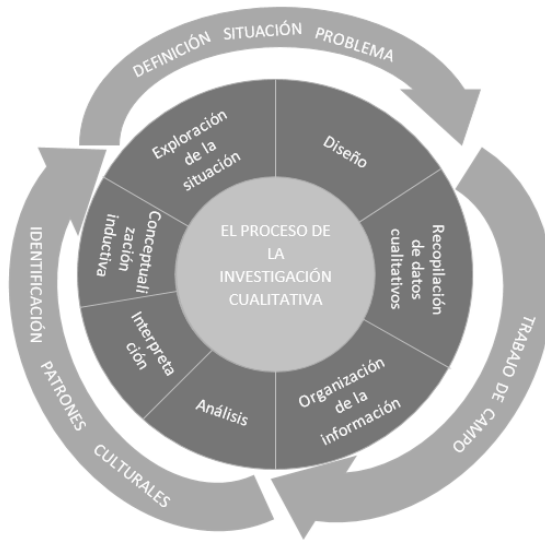 DEFINICIÓN SITUACIÓN PROBLEMA
Exploración
de la
situación
Diseño
Recopilación
de datos
cualitativos
TRABAJO DE CAMPO
Organización
de la
información
Análisis
Interpreta
ción
Conceptuali
zación
inductiva
IDENTIFICACIÓN PATRONES CULTURALES
EL PROCESO DE
LA
INVESTIGACIÓN
CUALITATIVA